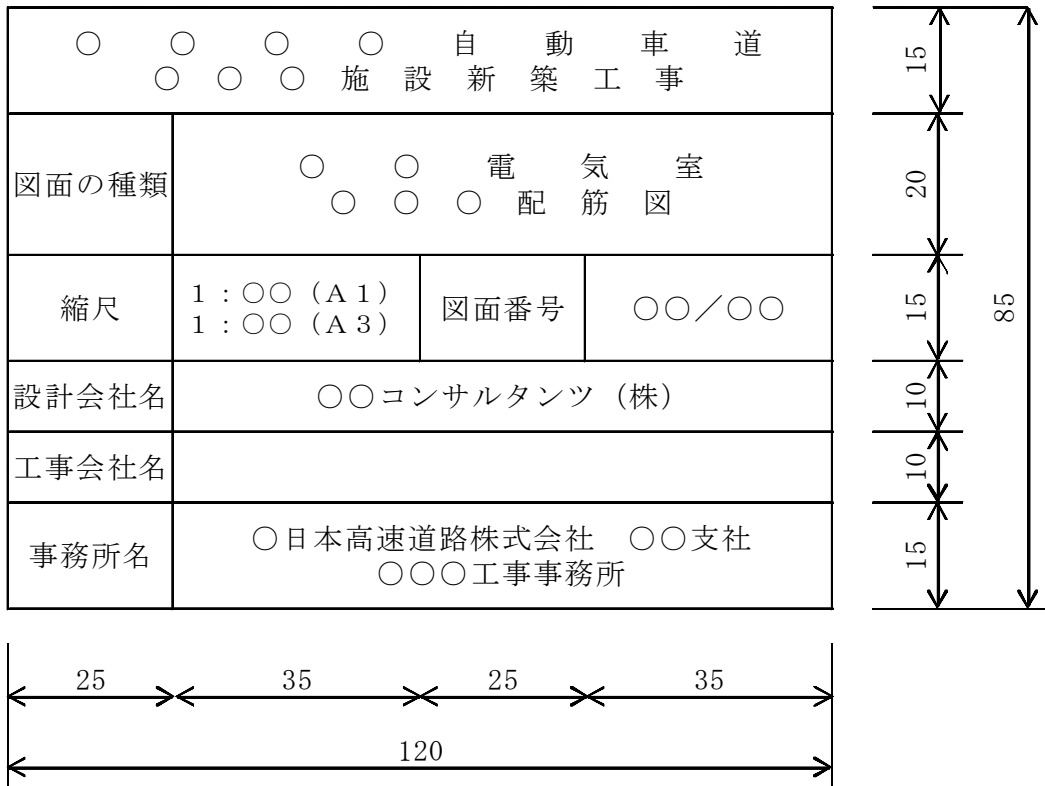 ○○○○自動車道
○○○施設新築工事
15
図面の種類
○○電気室
○○○配筋図
20
縮尺
1:○○(A1)
1:○○(A3)
図面番号
○○/○○
15
85
設計会社名
○○コンサルタンツ(株)
10
工事会社名
10
事務所名
○日本高速道路株式会社 ○○支社
○○○工事事務所
15
25
35
25
35
120